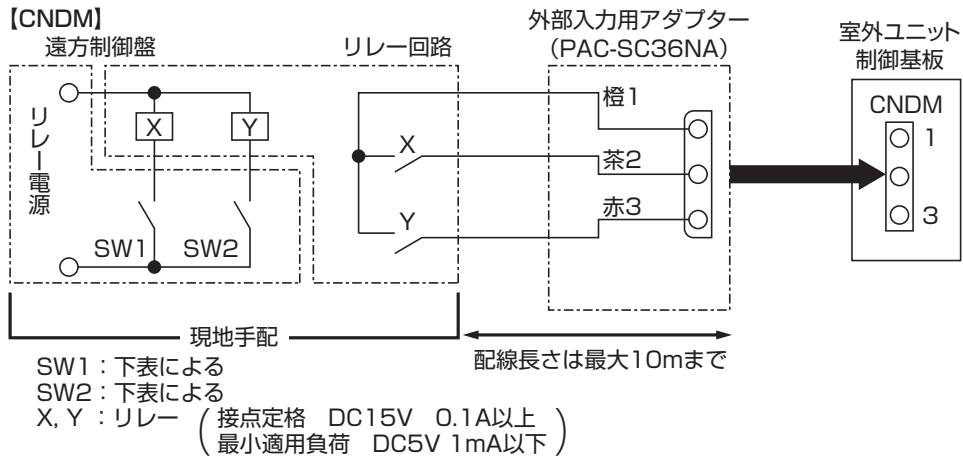 【CNDM】
遠方制御盤
リレー回路
外部入力用アダプター
（PAC-SC36NA）
室外ユニット
制御基板
リレー電源
X
Y
SW1
SW2
X
Y
橙1
茶2
赤3
CNDM
1
3
現地手配
配線長さは最大10mまで
SW1：下表による
SW2：下表による
X, Y ：リレー（接点定格 DC15V 0.1A以上
最小適用負荷 DC5V 1mA以下）